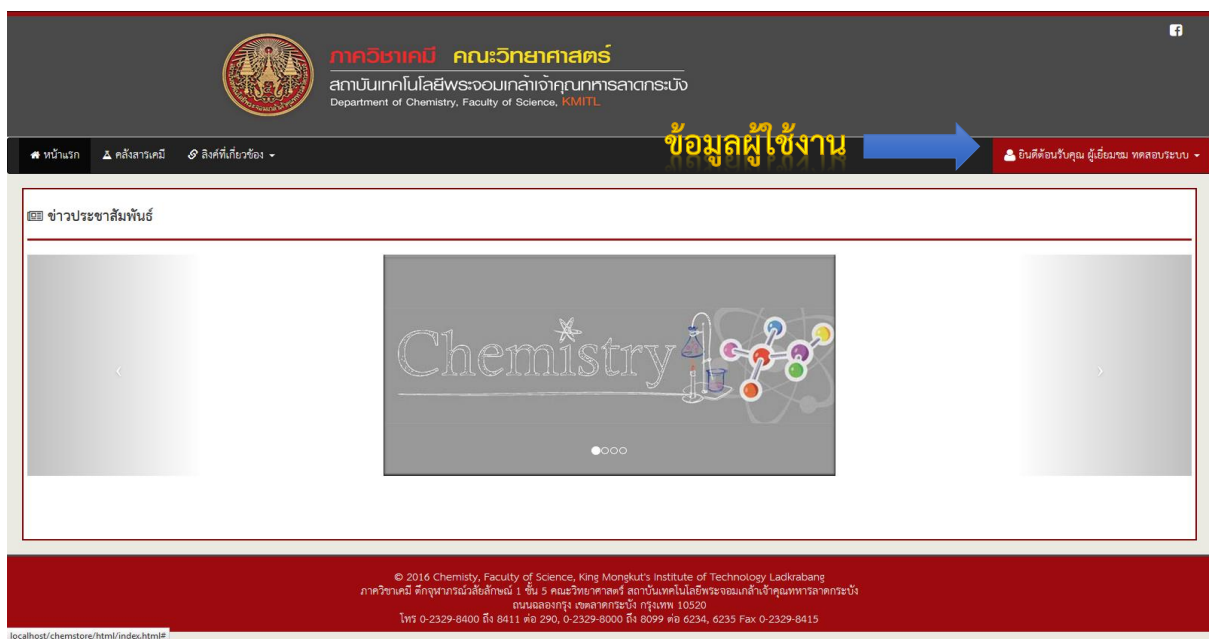 ภาควิชาเคมี คณะวิทยาศาสตร์
สถาบันเทคโนโลยีพระจอมเกล้าเจ้าคุณทหารลาดกระบัง
Department of Chemistry, Faculty of Science, KMITL
ข้อมูลผู้ใช้งาน
หน้าแรก คลังสารเคมี ลิงค์ที่เกี่ยวข้อง ยินดีต้อนรับคุณ ผู้เยี่ยมชม ทดสอบระบบ
ข่าวประชาสัมพันธ์
Chemistry
© 2016 Chemisty, Faculty of Science, King Mongkut's Institute of Technology Ladkrabang
ภาควิชาเคมี ตึกจุฬาภรณ์วลัยลักษณ์ 1 ชั้น 5 คณะวิทยาศาสตร์ สถาบันเทคโนโลยีพระจอมเกล้าเจ้าคุณทหารลาดกระบัง
ถนนฉลองกรุง เขตลาดกระบัง กรุงเทพ 10520
โทร 0-2329-8400 ถึง 8411 ต่อ 290, 0-2329-8000 ถึง 8099 ต่อ 6234, 6235 Fax 0-2329-8415
localhost/chemstore/html/index.html#